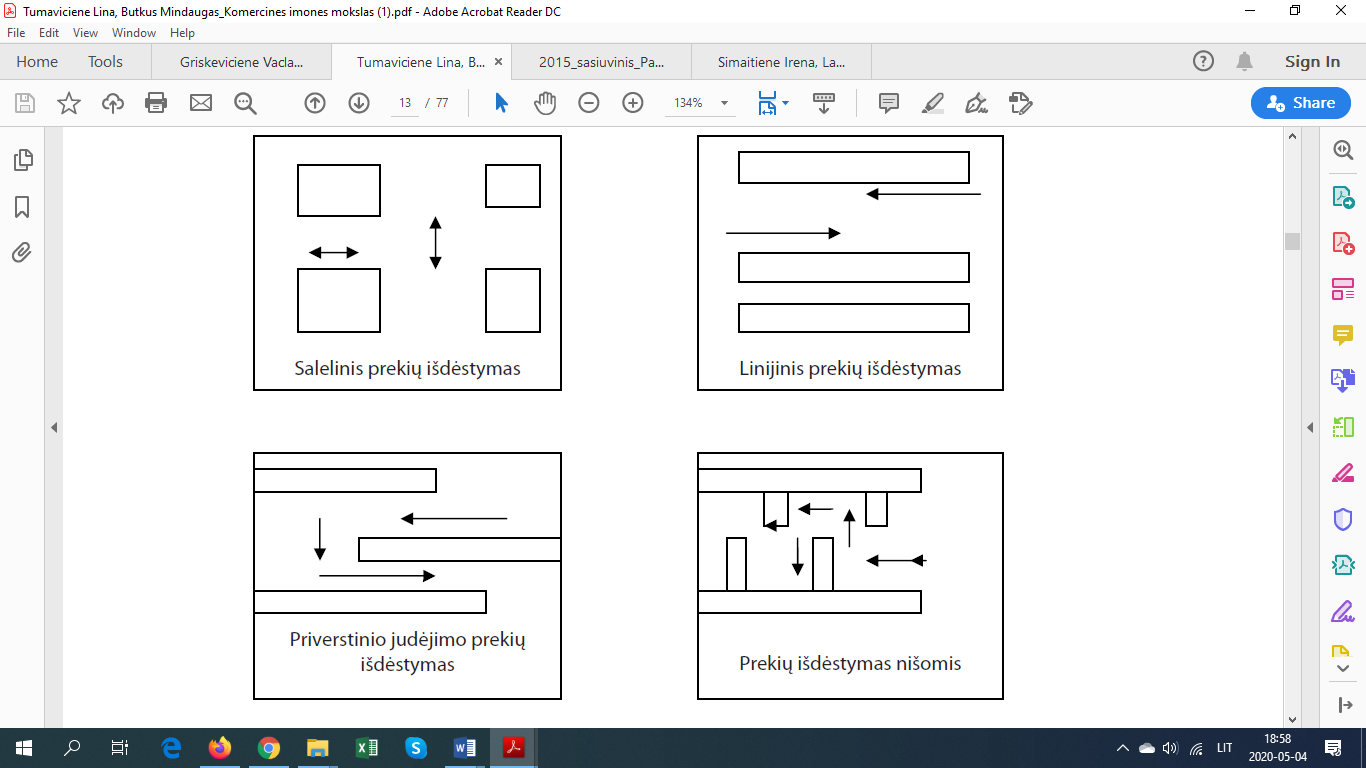 Tumaviciene Lina, Butkus Mindaugas_Komercines imones mokslas (1).pdf - Adobe Acrobat Reader DC
File Edit View Window Help
Home Tools Griskeviciene Vacla... Tumaviciene Lina, B... × 2015_sasiuvinis_Pa... Simaitiene Irena, La... Sign In
13 / 77 134% Share
Salelinis prekių išdėstymas
Linijinis prekių išdėstymas
Priverstinio judėjimo prekių
išdėstymas
Prekių išdėstymas nišomis
LIT
18:58
2020-05-04